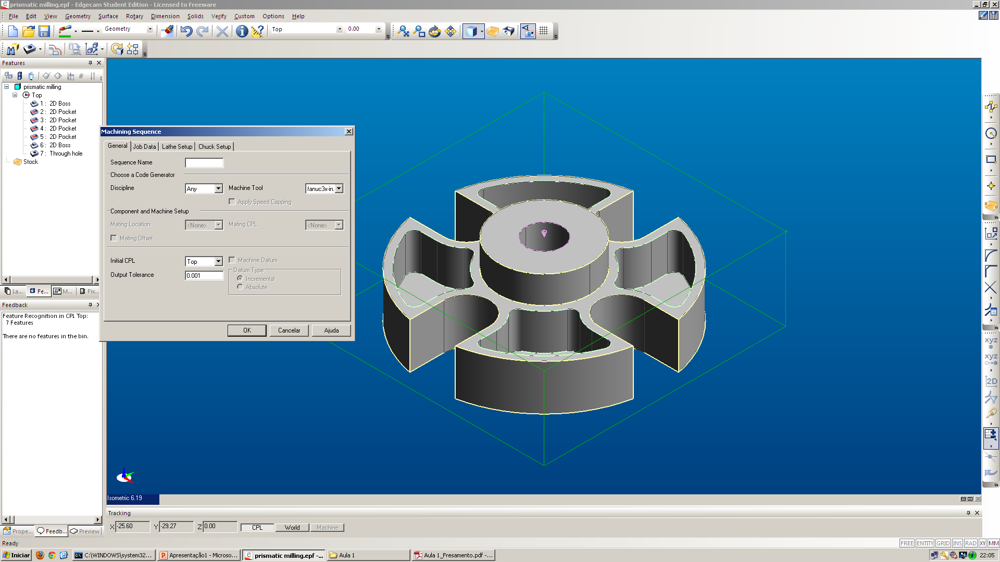 prismatic milling.epf - Edgecam Student Edition - Licensed to Freeware
File Edit View Geometry Surface Rotary Dimension Solids Verify Custom Options Help
Geometry Top 0.00
Features
prismatic milling
Top
1 : 2D Boss
2 : 2D Pocket
3 : 2D Pocket
4 : 2D Pocket
5 : 2D Pocket
6 : 2D Boss
7 : Through hole
Stock
La... Fe... M... Fix...
Feedback
Feature Recognition in CPL Top:
7 Features
There are no features in the bin.
Prope... Feedb... Preview
Machining Sequence
General Job Data Lathe Setup Chuck Setup
Sequence Name
Choose a Code Generator
Discipline Any Machine Tool fanuc3x-in.
Apply Speed Capping
Component and Machine Setup
Mating Location <None> Mating CPL <None>
Mating Offset
Initial CPL Top Machine Datum
Datum Type
Output Tolerance 0.001
Incremental
Absolute
OK Cancelar Ajuda
xyz
xyz
2D
Isometric 6.19
Tracking
X -25.60 Y -29.27 Z 0.00 CPL World Machine
Ready
FREE ENTITY GRID INS RAD XY MM
Iniciar C:\WINDOWS\system32... Apresentação1 - Microso... prismatic milling.epf -... Aula 1 Aula 1_Fresamento.pdf -... 22:05